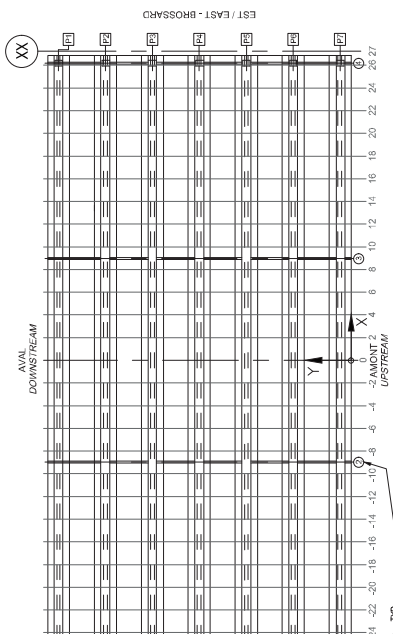 EST / EAST - BROSSARD
XX
P1
P2
P3
P4
P5
P6
P7
27
26
4
24
22
20
18
16
14
12
10
3
8
6
4
X
2
0
Y
AVAL
DOWNSTREAM
AMONT
UPSTREAM
-2
-4
-6
-8
2
-10
-12
-14
-16
-18
-20
-22
24